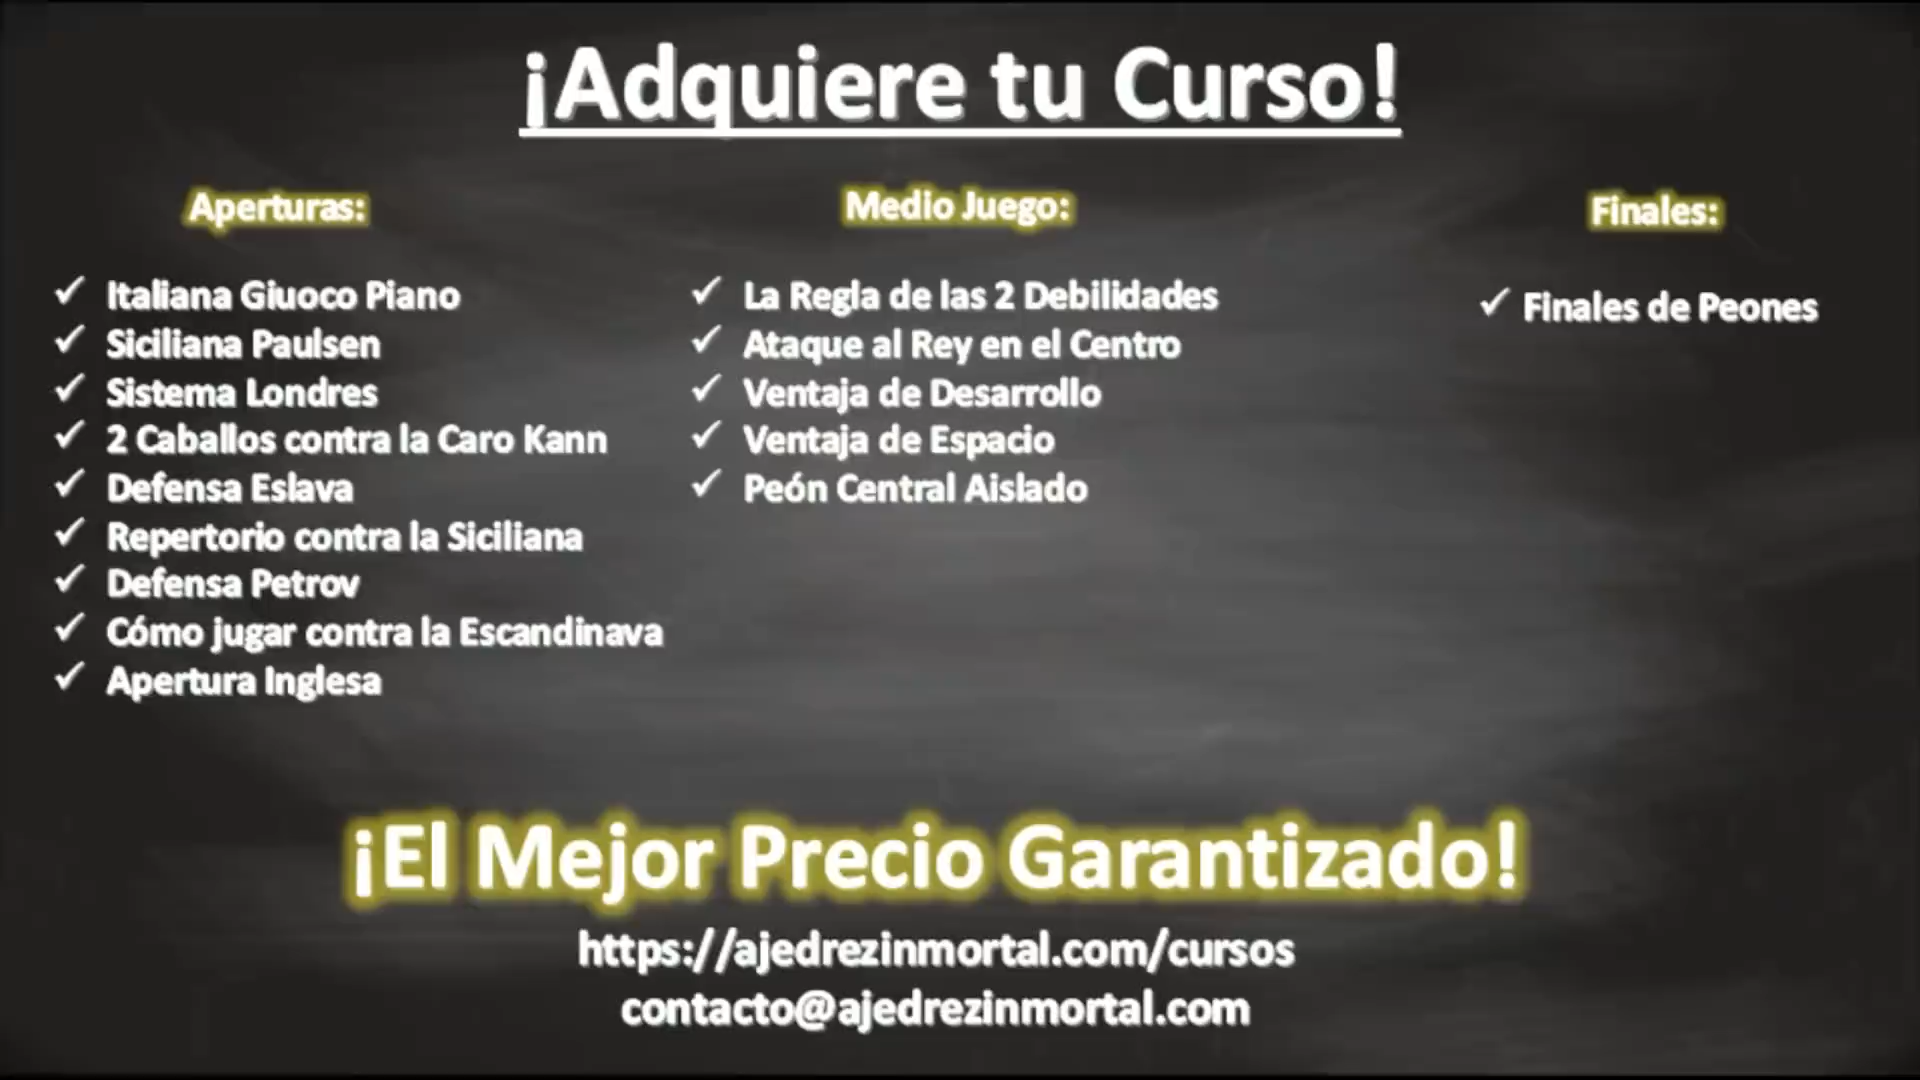 ¡Adquiere tu Curso!
Aperturas:
✓ Italiana Giuoco Piano
✓ Siciliana Paulsen
✓ Sistema Londres
✓ 2 Caballos contra la Caro Kann
✓ Defensa Eslava
✓ Repertorio contra la Siciliana
✓ Defensa Petrov
✓ Cómo jugar contra la Escandinava
✓ Apertura Inglesa
Medio Juego:
✓ La Regla de las 2 Debilidades
✓ Ataque al Rey en el Centro
✓ Ventaja de Desarrollo
✓ Ventaja de Espacio
✓ Peón Central Aislado
Finales:
✓ Finales de Peones
¡El Mejor Precio Garantizado!
https://ajedrezinmortal.com/cursos
contacto@ajedrezinmortal.com